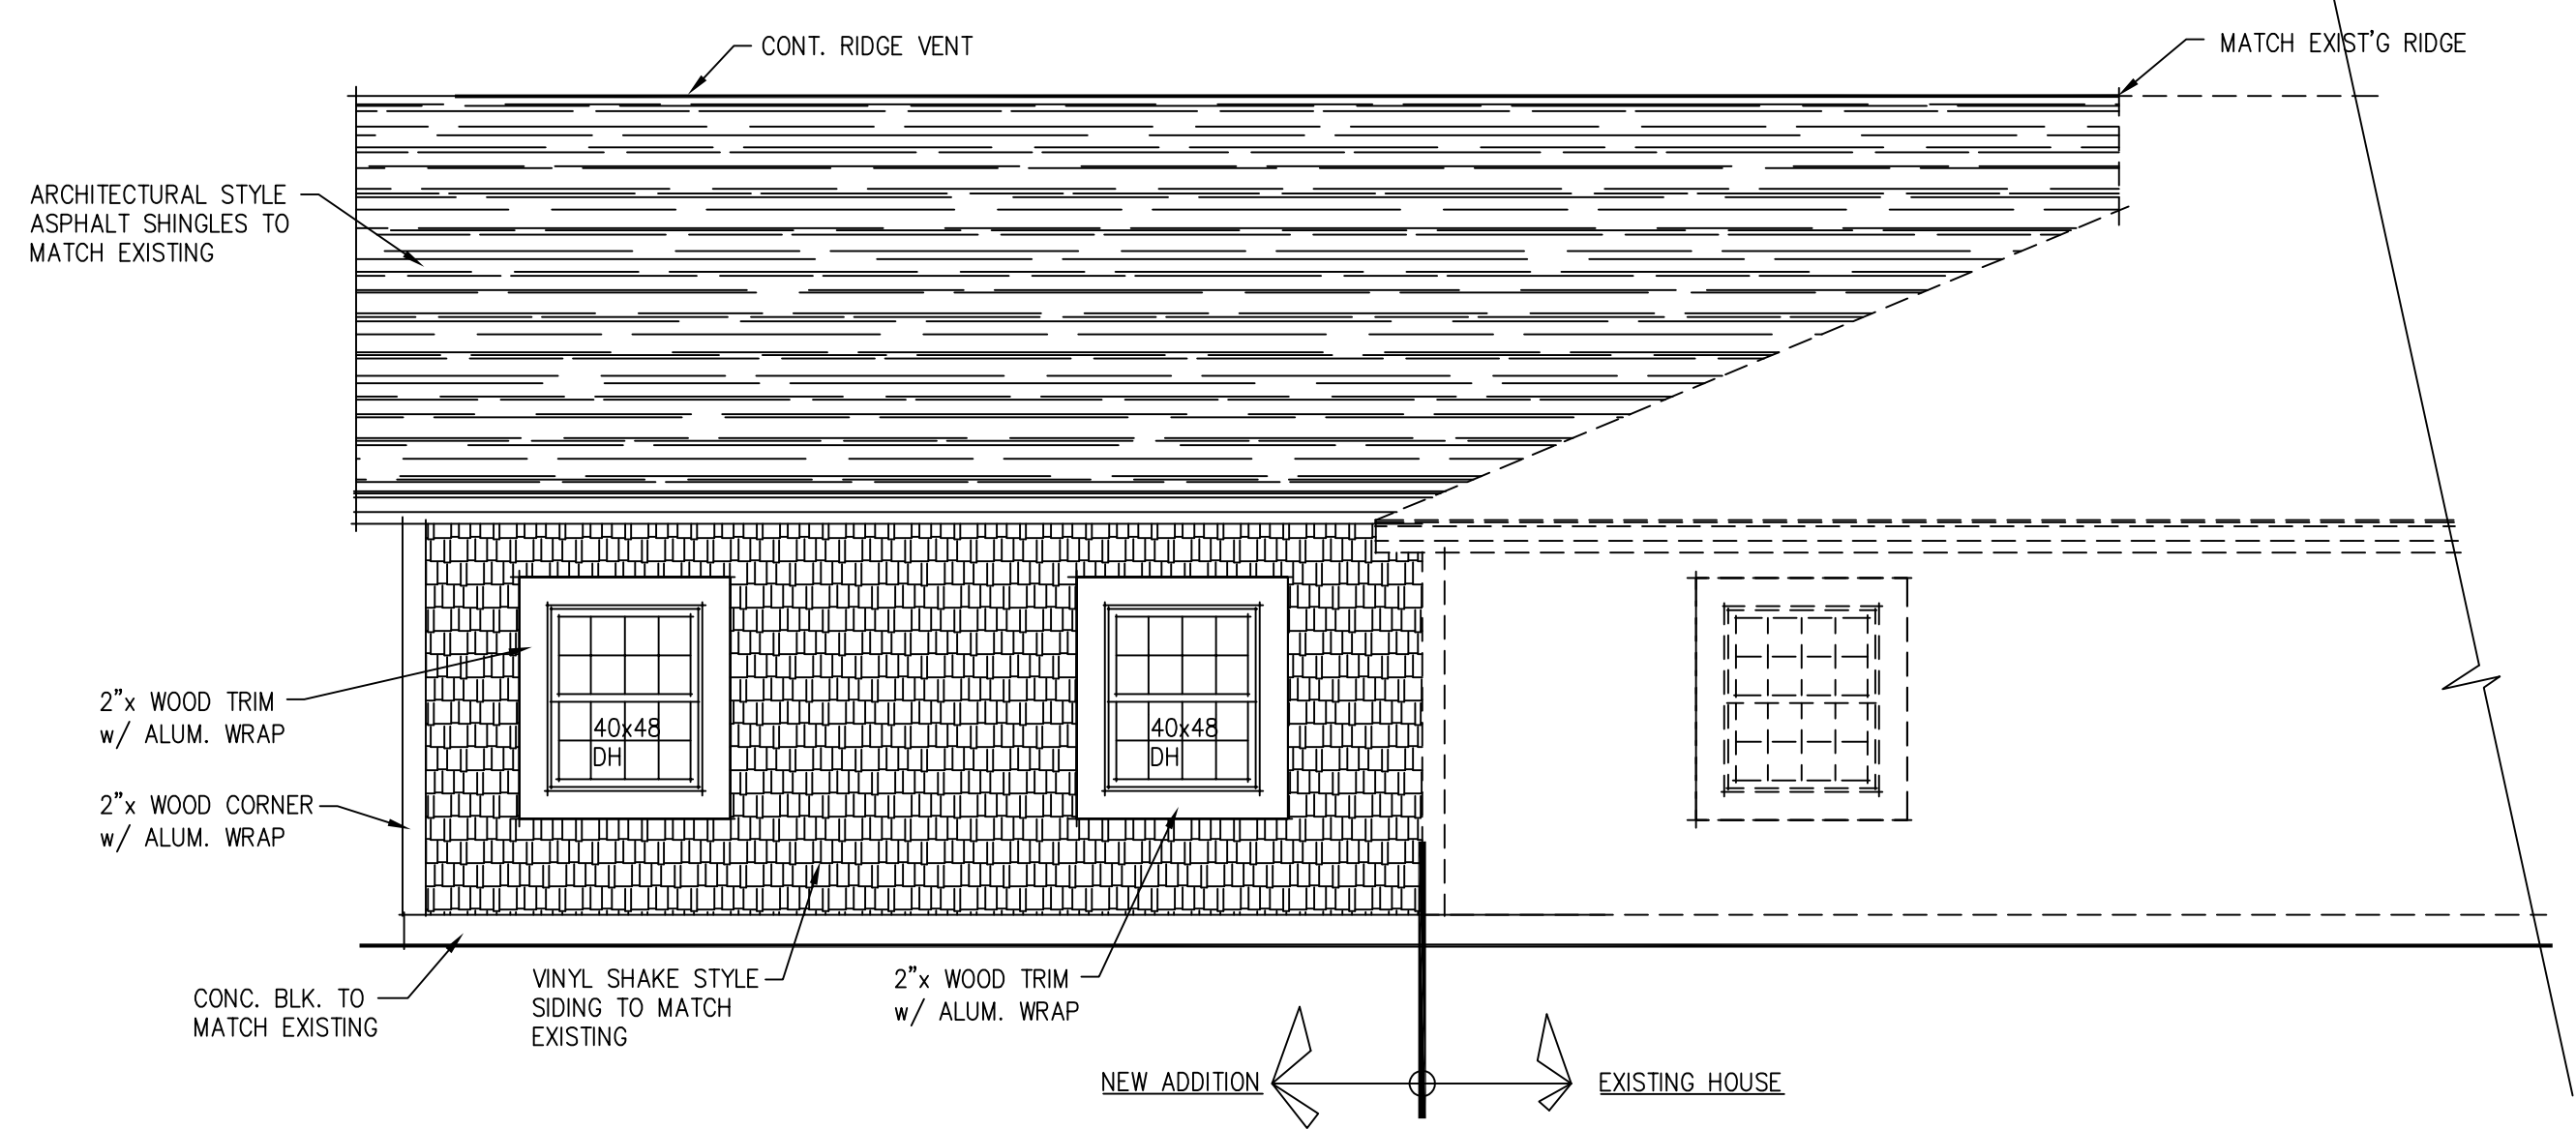 CONT. RIDGE VENT
MATCH EXIST'G RIDGE
ARCHITECTURAL STYLE
ASPHALT SHINGLES TO
MATCH EXISTING
2"x WOOD TRIM
w/ ALUM. WRAP
40x48
DH
40x48
DH
2"x WOOD CORNER
w/ ALUM. WRAP
CONC. BLK. TO
MATCH EXISTING
VINYL SHAKE STYLE
SIDING TO MATCH
EXISTING
2"x WOOD TRIM
w/ ALUM. WRAP
NEW ADDITION
EXISTING HOUSE